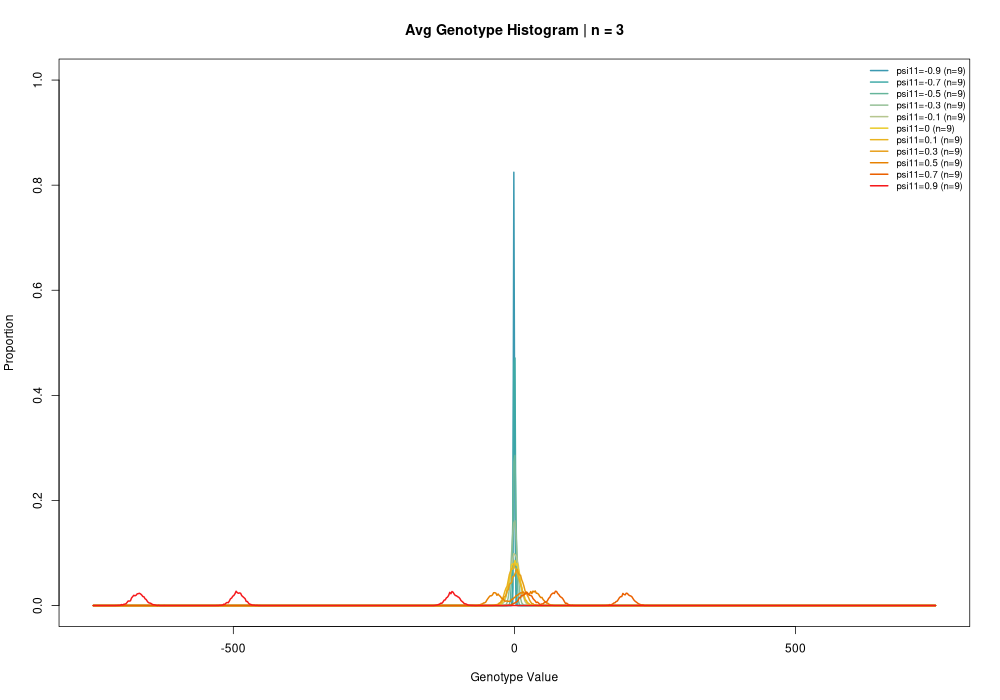 Avg Genotype Histogram | n = 3
psi11=-0.9 (n=9)
psi11=-0.7 (n=9)
psi11=-0.5 (n=9)
psi11=-0.3 (n=9)
psi11=-0.1 (n=9)
psi11=0 (n=9)
psi11=0.1 (n=9)
psi11=0.3 (n=9)
psi11=0.5 (n=9)
psi11=0.7 (n=9)
psi11=0.9 (n=9)
Proportion
1.0
0.8
0.6
0.4
0.2
0.0
-500
0
500
Genotype Value